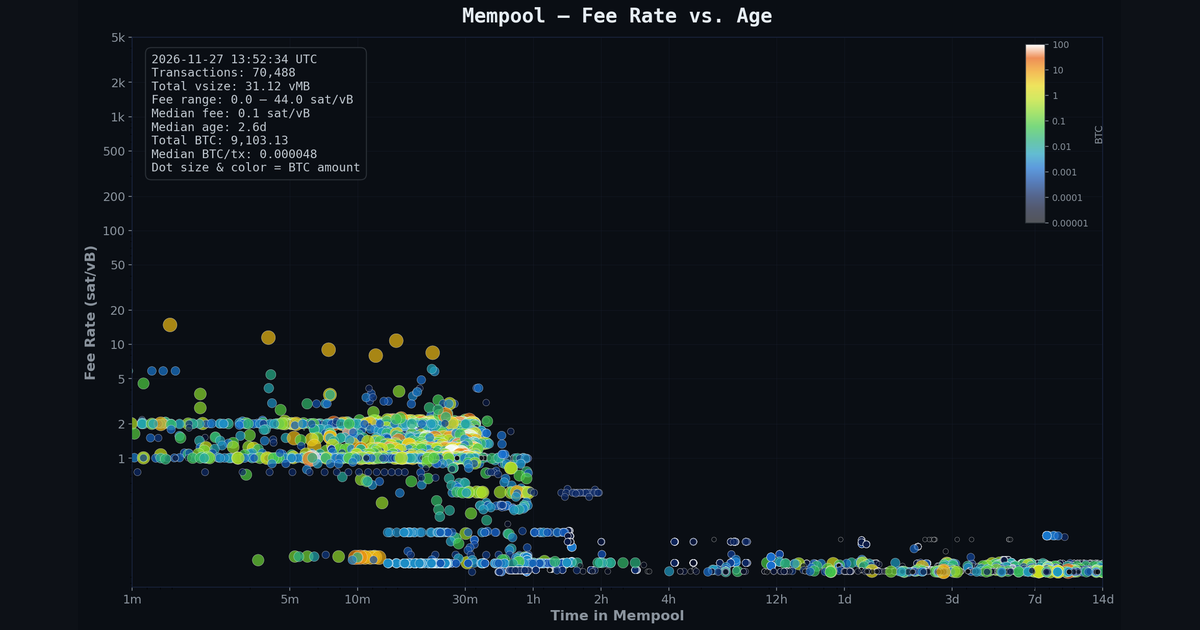 Mempool — Fee Rate vs. Age
2026-11-27 13:52:34 UTC
Transactions: 70,488
Total vsize: 31.12 vMB
Fee range: 0.0 – 44.0 sat/vB
Median fee: 0.1 sat/vB
Median age: 2.6d
Total BTC: 9,103.13
Median BTC/tx: 0.000048
Dot size & color = BTC amount
100
10
1
0.1
0.01
0.001
0.0001
0.00001
BTC
Fee Rate (sat/vB)
5k
2k
1k
500
200
100
50
20
10
5
2
1
1m
5m
10m
30m
1h
2h
4h
12h
1d
3d
7d
14d
Time in Mempool